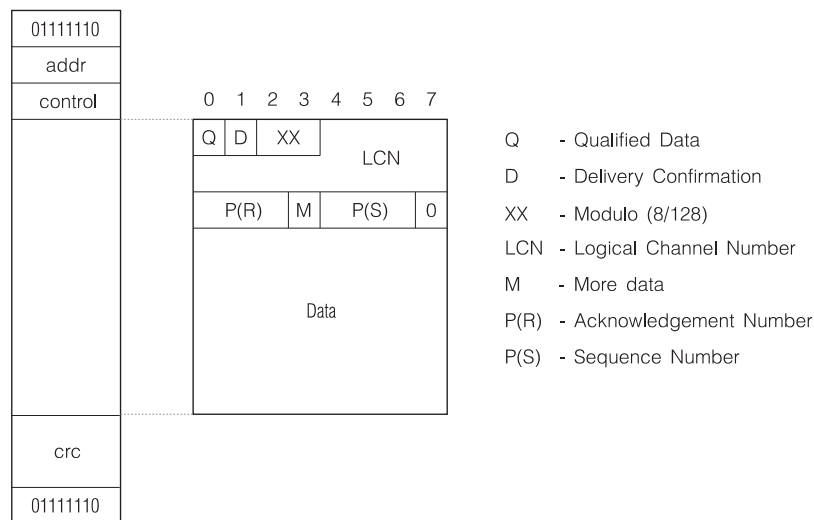 01111110
addr
control
0 1 2 3 4 5 6 7
Q D XX
LCN
P(R) M P(S) 0
Data
crc
01111110
Q - Qualified Data
D - Delivery Confirmation
XX - Modulo (8/128)
LCN - Logical Channel Number
M - More data
P(R) - Acknowledgement Number
P(S) - Sequence Number